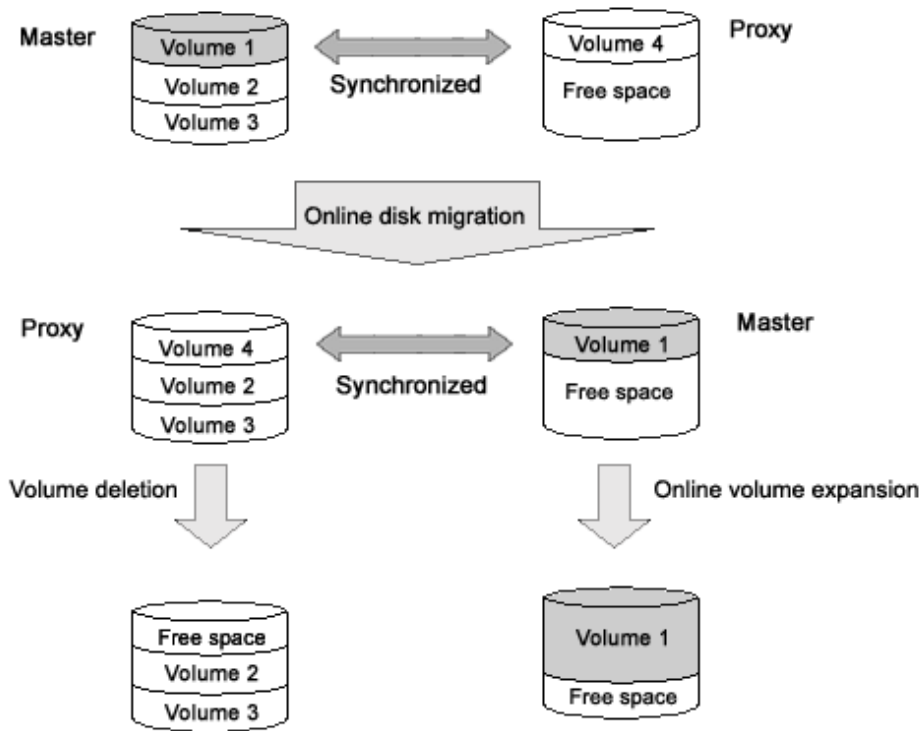 Master
Volume 1
Volume 2
Volume 3
Synchronized
Volume 4
Free space
Proxy
Online disk migration
Proxy
Volume 4
Volume 2
Volume 3
Synchronized
Volume 1
Free space
Master
Volume deletion
Online volume expansion
Free space
Volume 2
Volume 3
Volume 1
Free space